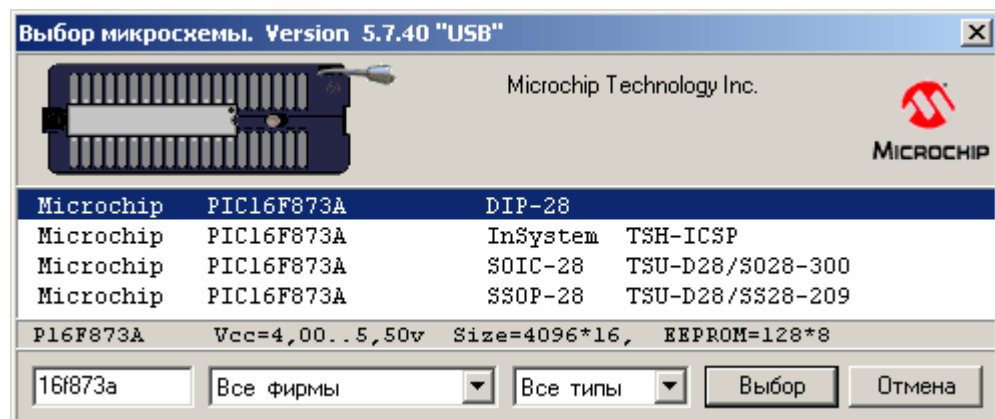 Выбор микросхемы. Version 5.7.40 "USB"
Microchip Technology Inc.
MICROCHIP
Microchip PIC16F873A DIP-28
Microchip PIC16F873A InSystem TSH-ICSP
Microchip PIC16F873A SOIC-28 TSU-D28/SO28-300
Microchip PIC16F873A SSOP-28 TSU-D28/SS28-209
P16F873A Vcc=4,00..5,50v Size=4096*16, EEPROM=128*8
16f873a Все фирмы Все типы Выбор Отмена